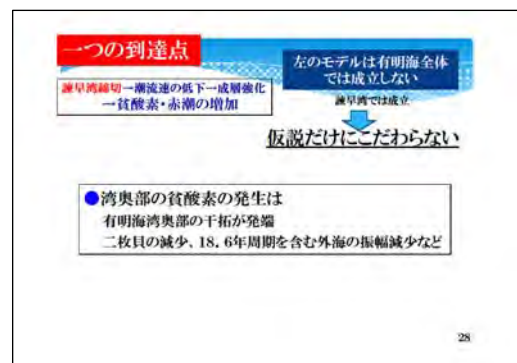 一つの到達点
諫早湾締切→潮流速の低下→成層強化
→貧酸素・赤潮の増加
左のモデルは有明海全体
では成立しない
諫早湾では成立
仮説だけにこだわらない
●湾奥部の貧酸素の発生は
有明海湾奥部の干拓が発端
二枚貝の減少、18.6年周期を含む外海の振幅減少など
28